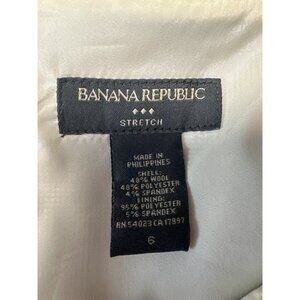 BANANA REPUBLIC
STRETCH
MADE IN
PHILIPPINES
SHELL:
48% WOOL
48% POLYESTER
4% SPANDEX
LINING:
95% POLYESTER
5% SPANDEX
RN 54023 CA 17897
6